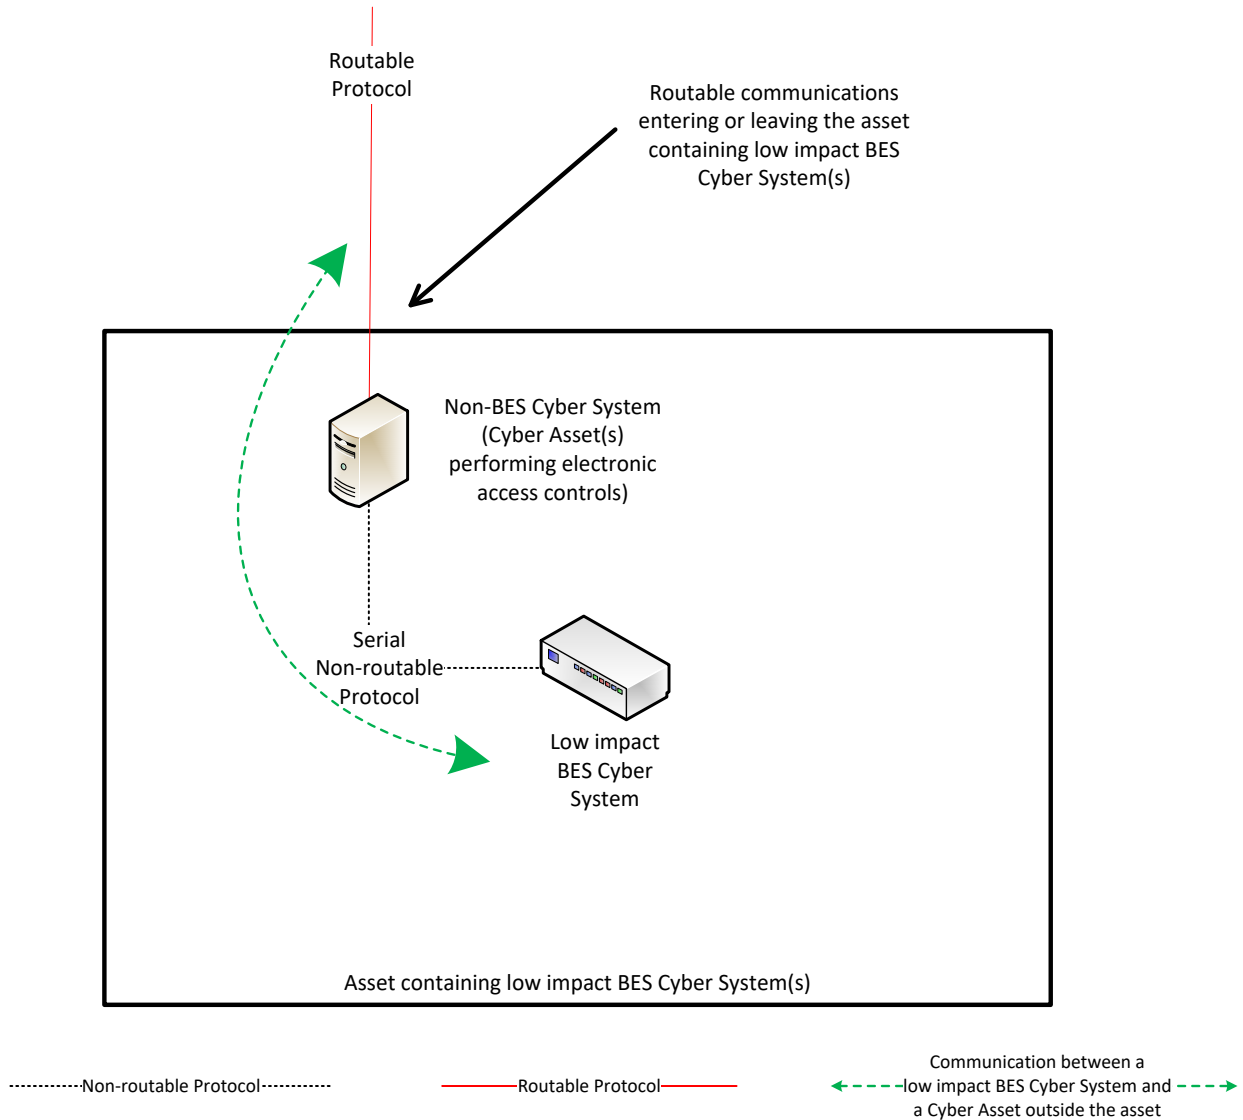 Routable
Protocol
Routable communications
entering or leaving the asset
containing low impact BES
Cyber System(s)
Non-BES Cyber System
(Cyber Asset(s)
performing electronic
access controls)
Serial
Non-routable
Protocol
Low impact
BES Cyber
System
Asset containing low impact BES Cyber System(s)
Non-routable Protocol
Routable Protocol
Communication between a
low impact BES Cyber System and
a Cyber Asset outside the asset